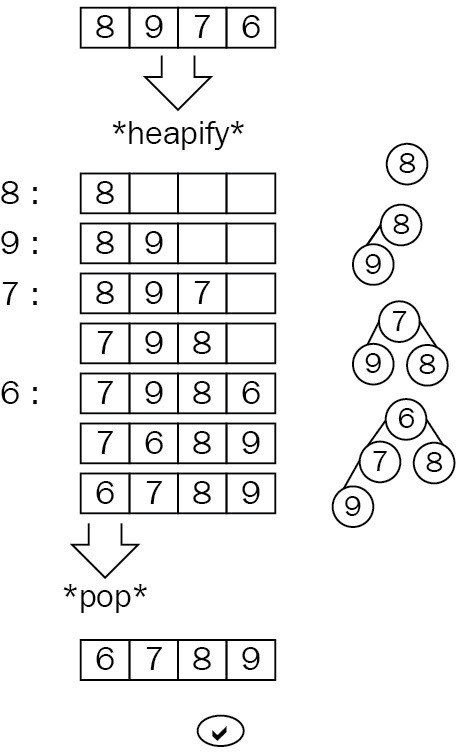 8 9 7 6
*heapify*
8 : 8
8
9 : 8 9
8
9
7 : 8 9 7
7 9 8
7
9 8
6 : 7 9 8 6
7 6 8 9
6 7 8 9
6
7 8
9
*pop*
6 7 8 9